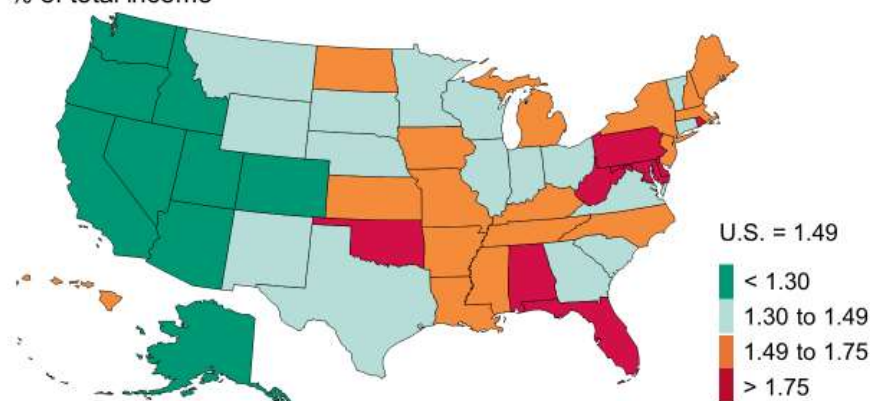 % of total income
U.S. = 1.49
< 1.30
1.30 to 1.49
1.49 to 1.75
> 1.75